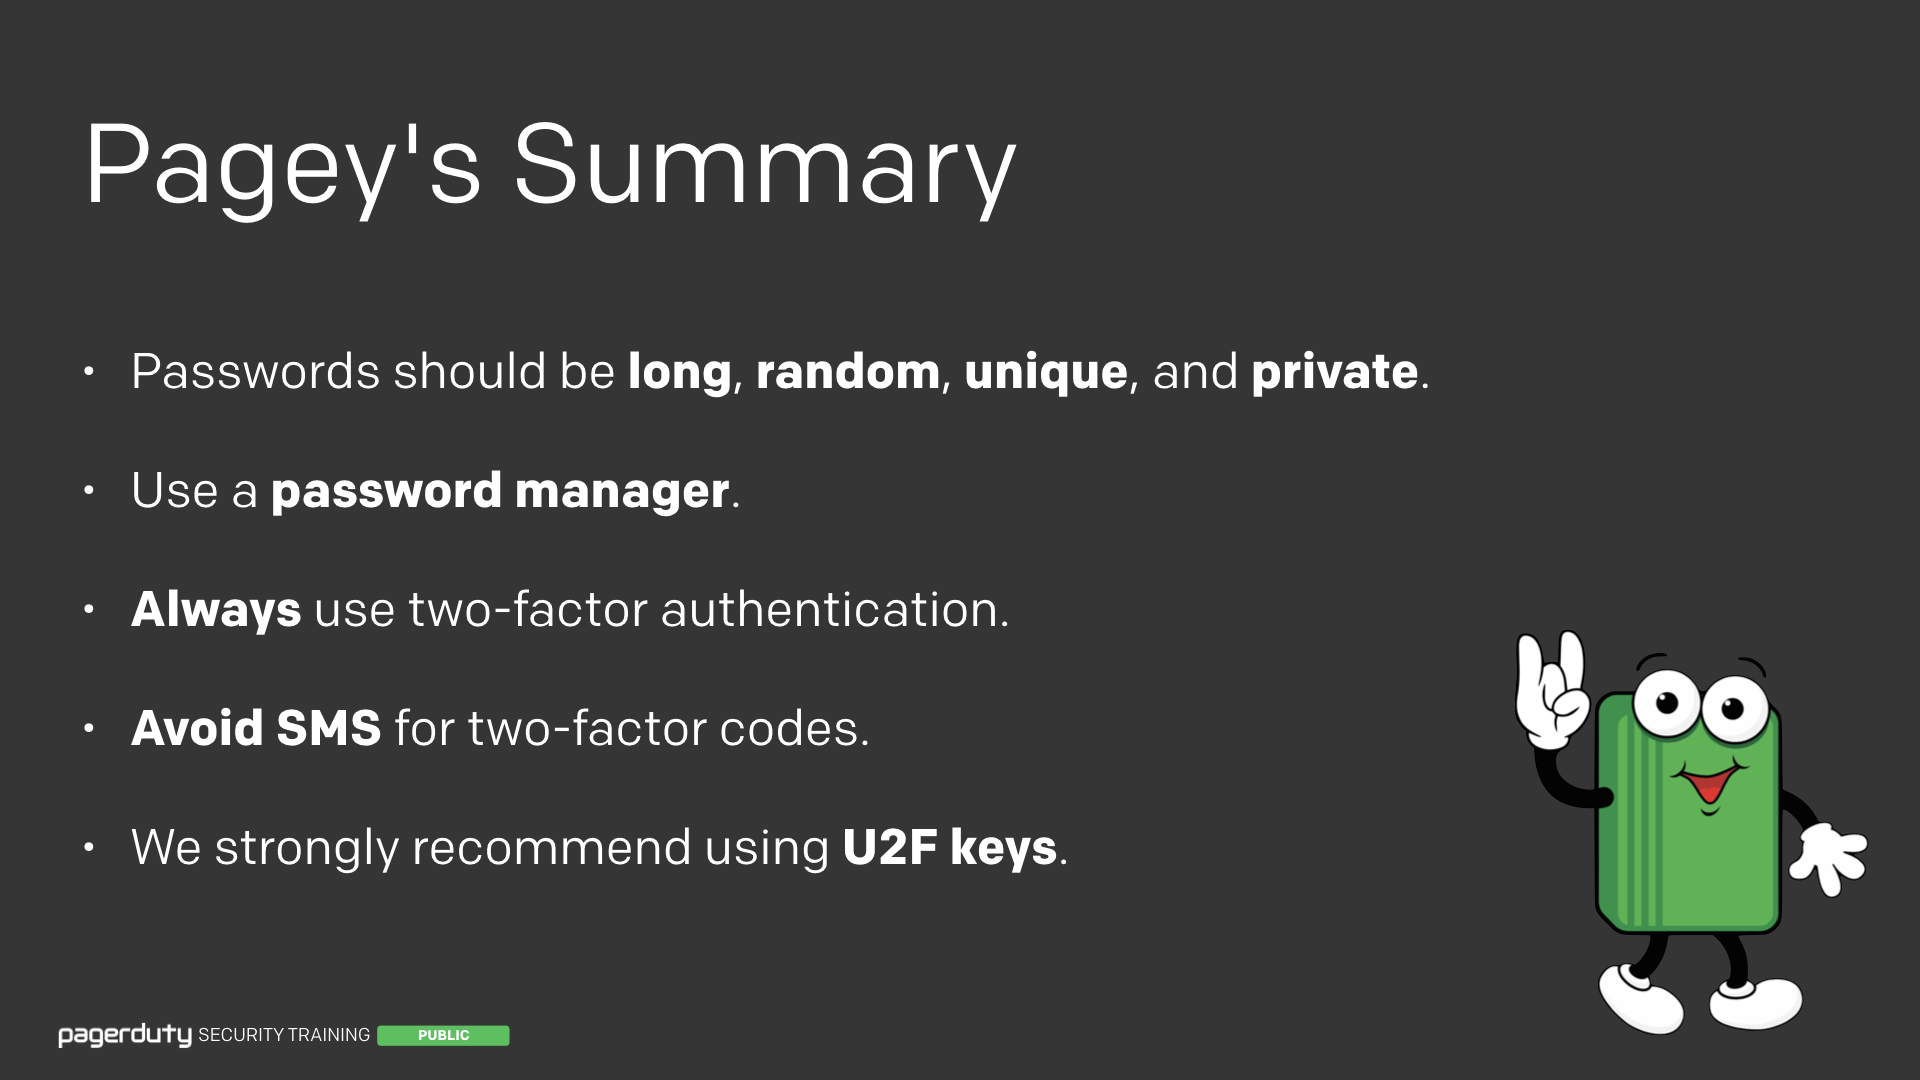 Pagey's Summary
• Passwords should be long, random, unique, and private.
• Use a password manager.
• Always use two-factor authentication.
• Avoid SMS for two-factor codes.
• We strongly recommend using U2F keys.
pagerduty SECURITY TRAINING PUBLIC